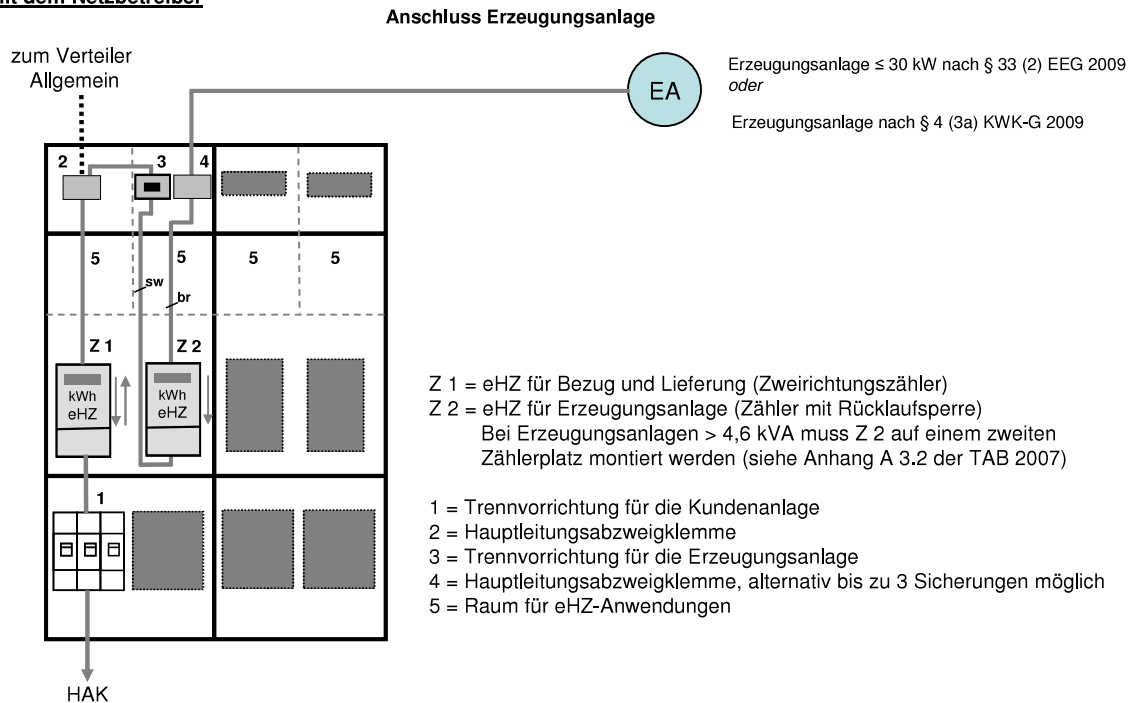 mit dem Netzbetreiber
Anschluss Erzeugungsanlage
zum Verteiler
Allgemein
EA
Erzeugungsanlage ≤ 30 kW nach § 33 (2) EEG 2009
oder
Erzeugungsanlage nach § 4 (3a) KWK-G 2009
2
3
4
5
5
5
5
sw
br
Z 1
Z 2
kWh
eHZ
kWh
eHZ
Z 1 = eHZ für Bezug und Lieferung (Zweirichtungszähler)
Z 2 = eHZ für Erzeugungsanlage (Zähler mit Rücklaufsperre)
Bei Erzeugungsanlagen > 4,6 kVA muss Z 2 auf einem zweiten
Zählerplatz montiert werden (siehe Anhang A 3.2 der TAB 2007)
1
1 = Trennvorrichtung für die Kundenanlage
2 = Hauptleitungsabzweigklemme
3 = Trennvorrichtung für die Erzeugungsanlage
4 = Hauptleitungsabzweigklemme, alternativ bis zu 3 Sicherungen möglich
5 = Raum für eHZ-Anwendungen
HAK